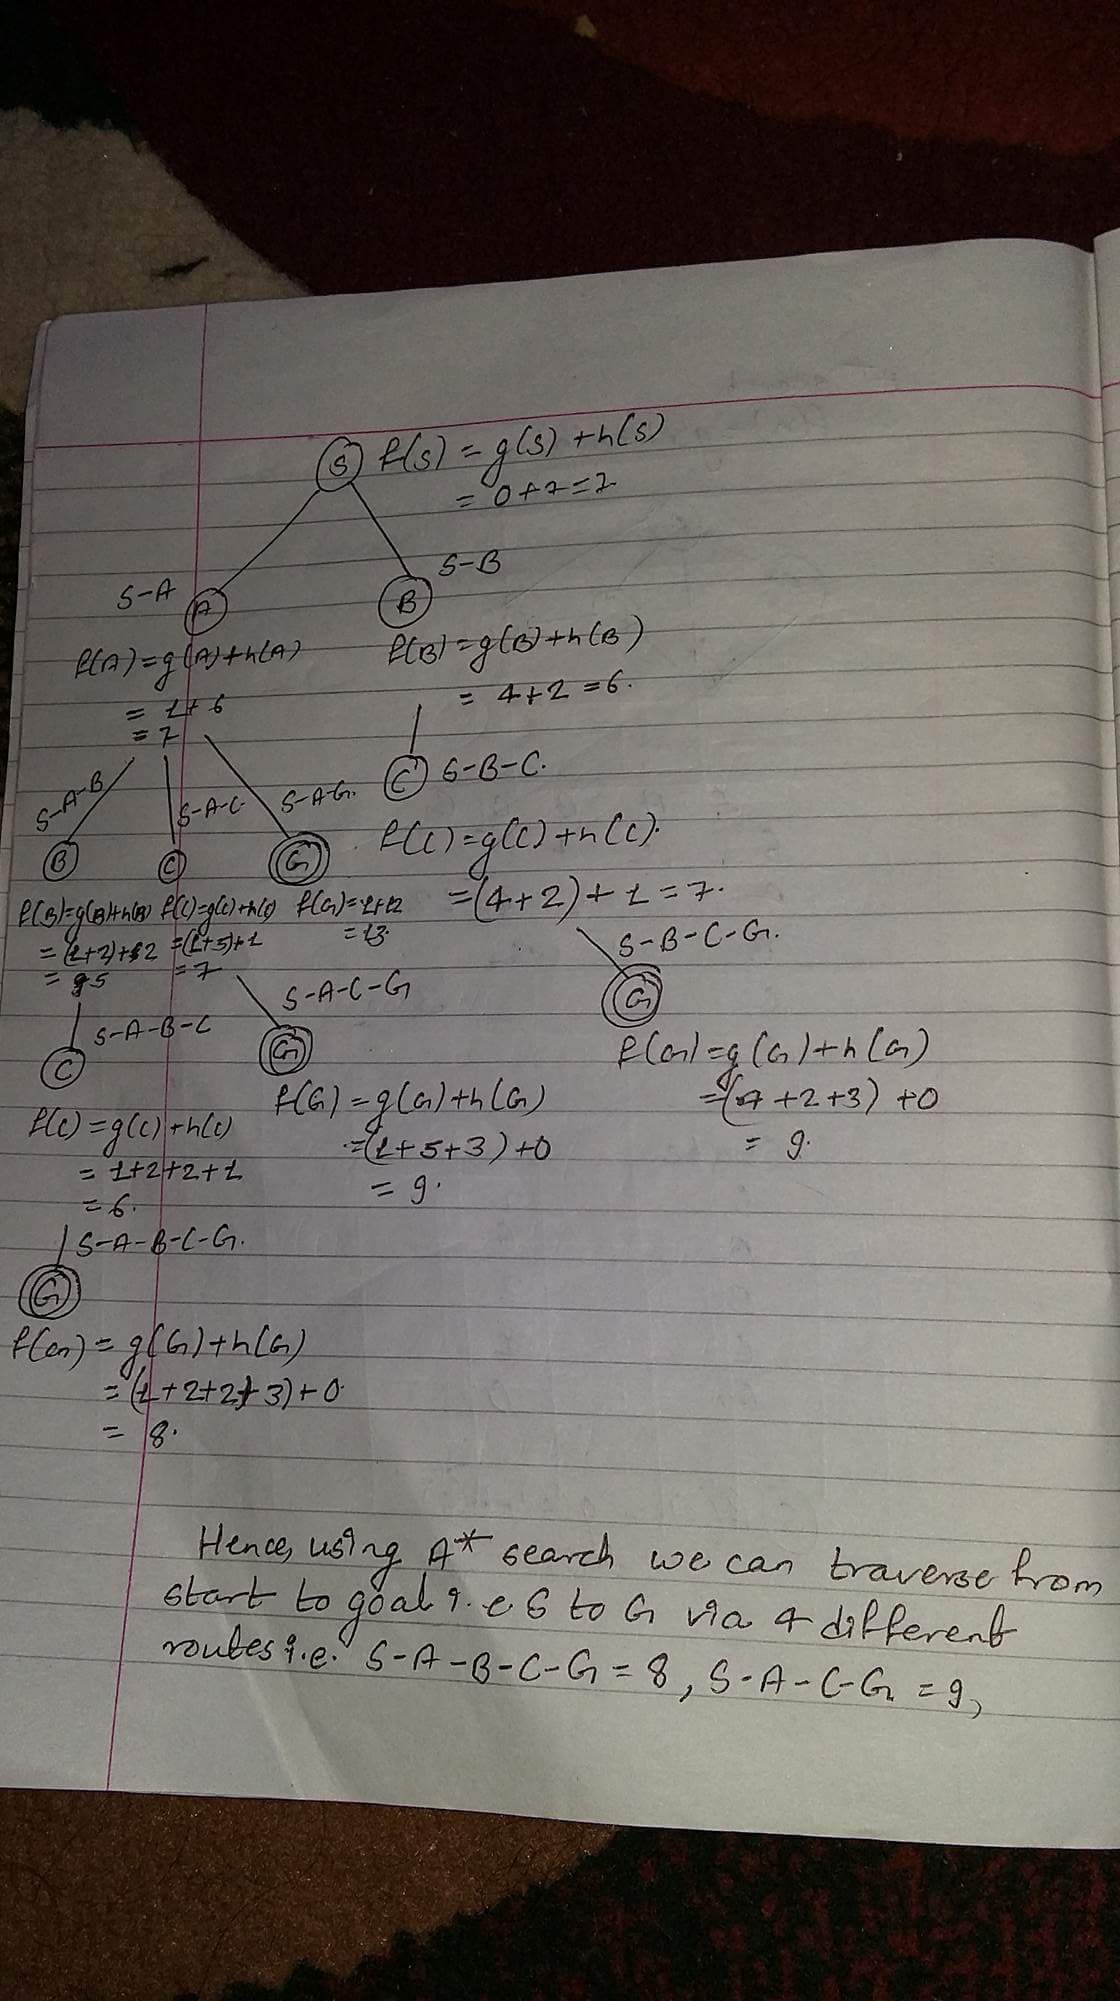 S f(S) = g(S) + h(S)
= 0+7=7
S-A
S-B
A
B
f(A)=g(A)+h(A)
= 1+6
= 7
f(B)=g(B)+h(B)
= 4+2 =6.
S-A-B
S-A-C
S-A-G.
C S-B-C.
B
C
G
f(C)=g(C)+h(C).
=(4+2)+1=7.
f(B)=g(B)+h(B)
= (1+2)+2
= 5
f(C)=g(C)+h(C)
=(1+5)+1
=7
f(G)=1+12
=13.
S-B-C-G.
G
S-A-B-C
C
S-A-C-G
G
f(G)=g(G)+h(G)
=(4+2+3)+0
= 9.
f(G)=g(G)+h(G)
=(1+5+3)+0
= 9.
f(C)=g(C)+h(C)
= 1+2+2+1
= 6.
S-A-B-C-G.
G
f(G)= g(G)+h(G)
= (1+2+2+3)+0.
= 8.
Hence, using A* search we can traverse from
start to goal i.e S to G via 4 different
routes i.e. S-A-B-C-G=8, S-A-C-G =9,